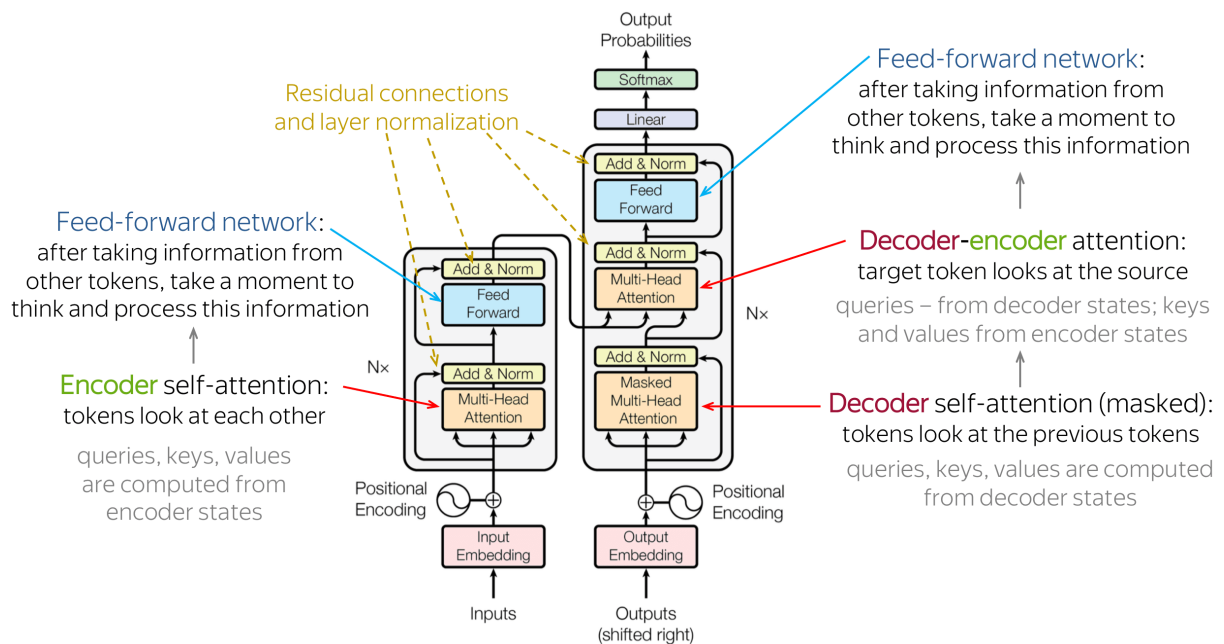 Output
Probabilities
Softmax
Linear
Add & Norm
Feed
Forward
Add & Norm
Multi-Head
Attention
Add & Norm
Masked
Multi-Head
Attention
N×
Positional
Encoding
Output
Embedding
Outputs
(shifted right)
Add & Norm
Feed
Forward
Add & Norm
Multi-Head
Attention
N×
Positional
Encoding
Input
Embedding
Inputs
Residual connections
and layer normalization
Feed-forward network:
after taking information from
other tokens, take a moment to
think and process this information
Encoder self-attention:
tokens look at each other
queries, keys, values
are computed from
encoder states
Feed-forward network:
after taking information from
other tokens, take a moment to
think and process this information
Decoder-encoder attention:
target token looks at the source
queries – from decoder states; keys
and values from encoder states
Decoder self-attention (masked):
tokens look at the previous tokens
queries, keys, values are computed
from decoder states